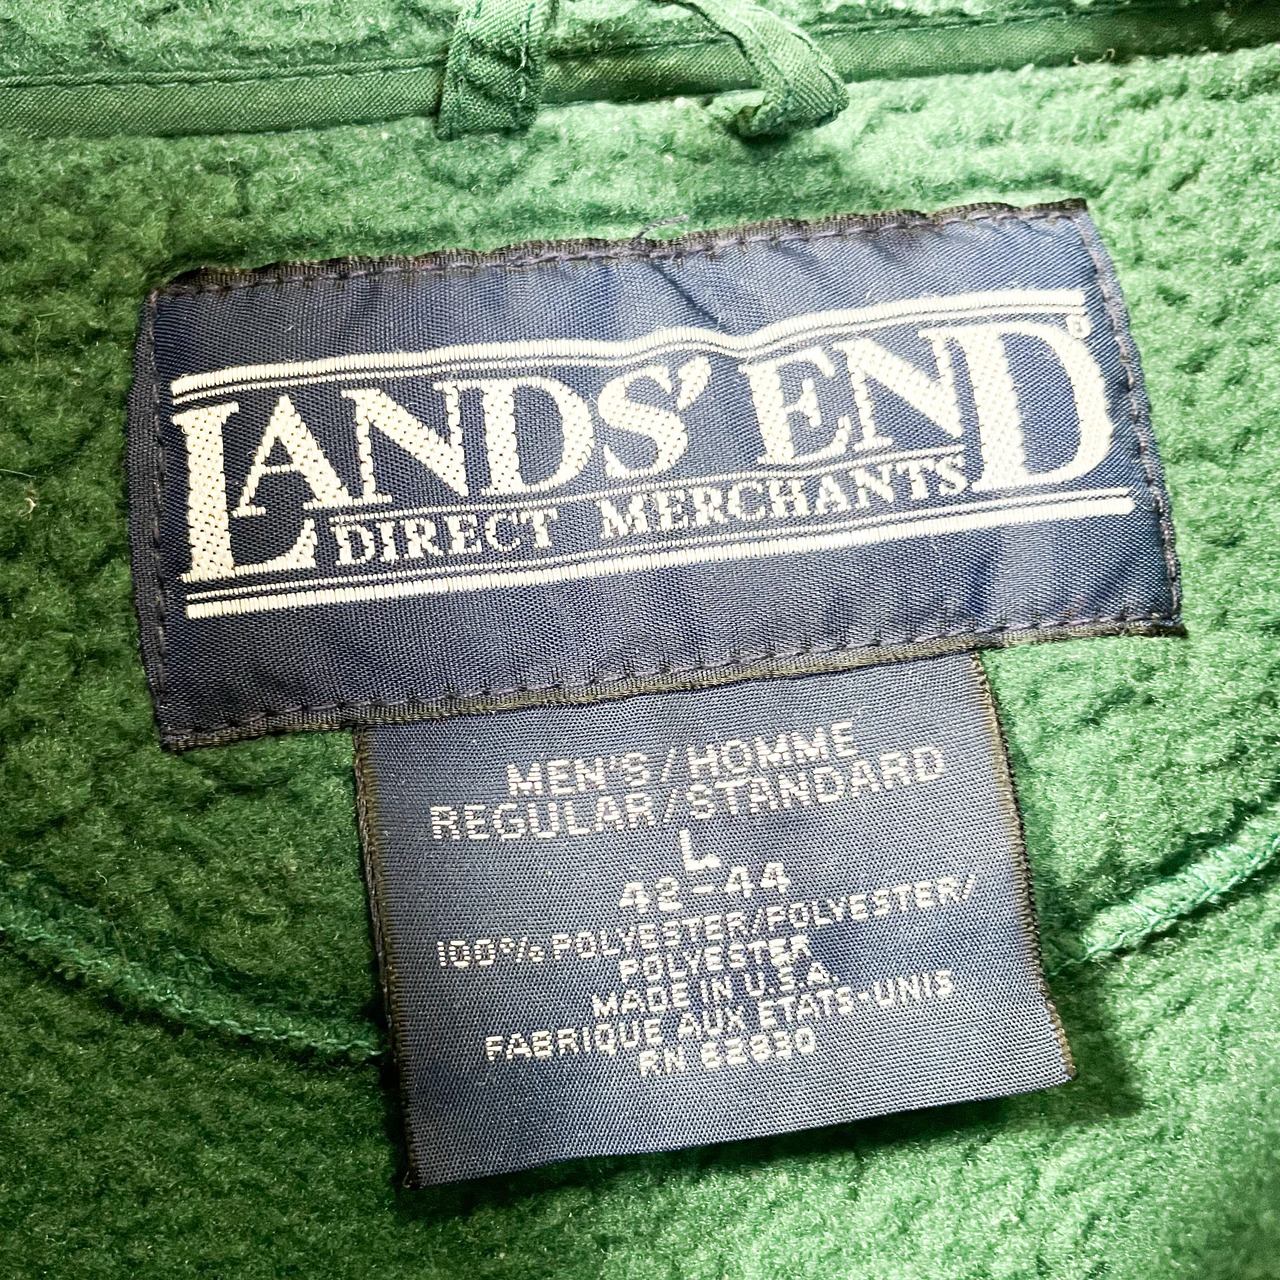 LANDS' END®
DIRECT MERCHANTS
MEN'S/HOMME
REGULAR/STANDARD
L
42-44
100% POLYESTER/POLYESTER/
POLYESTER
MADE IN U.S.A.
FABRIQUE AUX ETATS-UNIS
RN